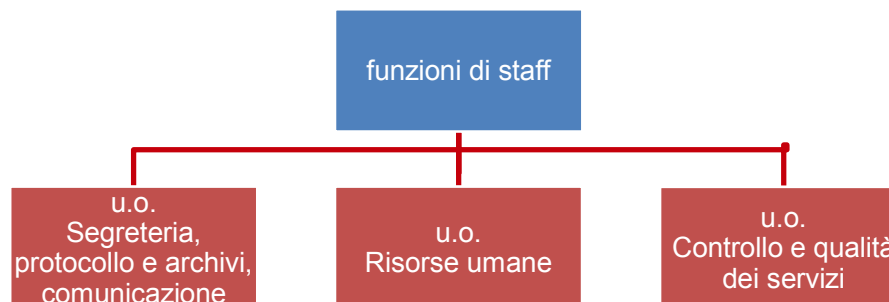 funzioni di staff
u.o.
Segreteria,
protocollo e archivi,
comunicazione
u.o.
Risorse umane
u.o.
Controllo e qualità
dei servizi